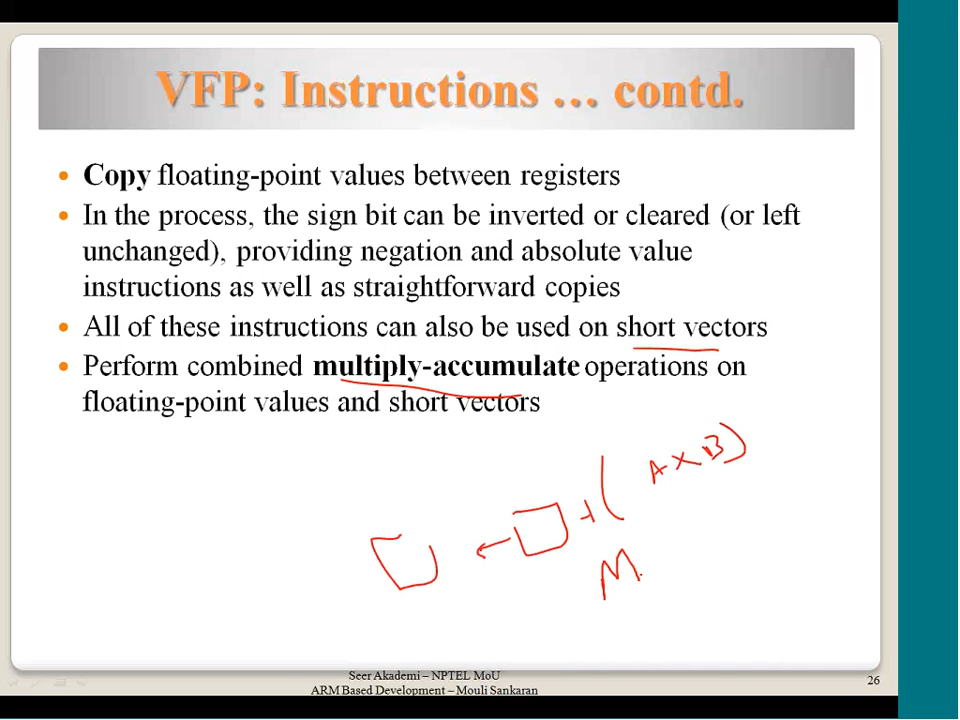 VFP: Instructions … contd.
Copy floating-point values between registers
In the process, the sign bit can be inverted or cleared (or left
unchanged), providing negation and absolute value
instructions as well as straightforward copies
All of these instructions can also be used on short vectors
Perform combined multiply-accumulate operations on
floating-point values and short vectors
← + (A × B)
M
Seer Akademi – NPTEL MoU
ARM Based Development – Mouli Sankaran
26